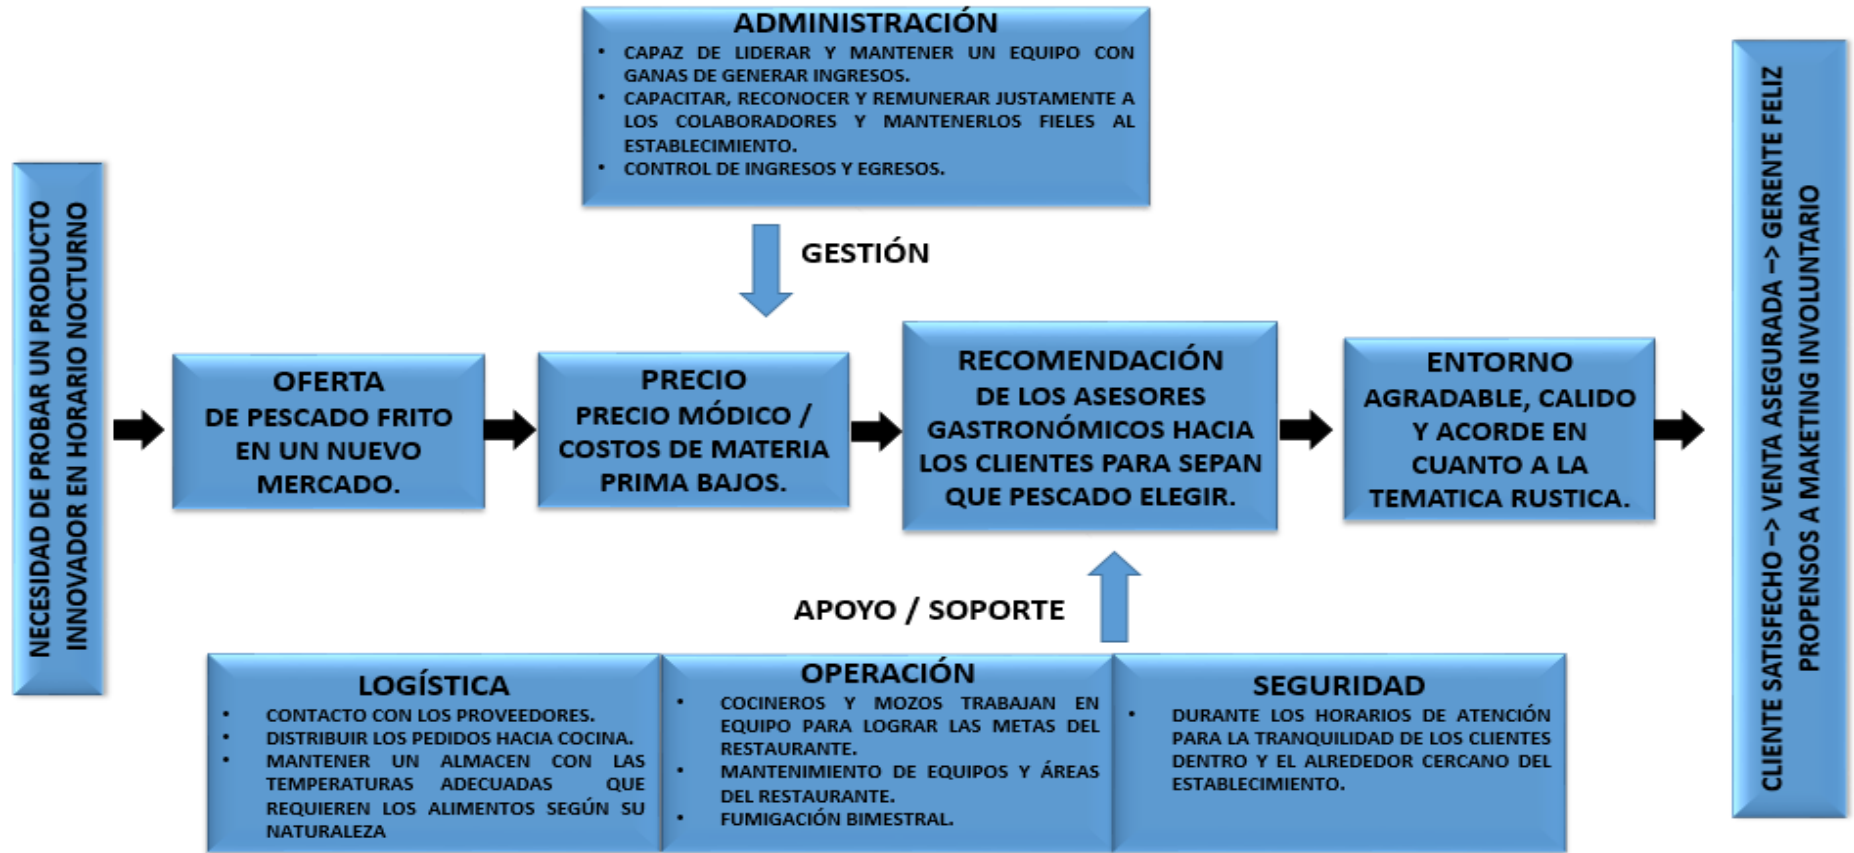 NECESIDAD DE PROBAR UN PRODUCTO
INNOVADOR EN HORARIO NOCTURNO
ADMINISTRACIÓN
• CAPAZ DE LIDERAR Y MANTENER UN EQUIPO CON
GANAS DE GENERAR INGRESOS.
• CAPACITAR, RECONOCER Y REMUNERAR JUSTAMENTE A
LOS COLABORADORES Y MANTENERLOS FIELES AL
ESTABLECIMIENTO.
• CONTROL DE INGRESOS Y EGRESOS.
GESTIÓN
OFERTA
DE PESCADO FRITO
EN UN NUEVO
MERCADO.
PRECIO
PRECIO MÓDICO /
COSTOS DE MATERIA
PRIMA BAJOS.
RECOMENDACIÓN
DE LOS ASESORES
GASTRONÓMICOS HACIA
LOS CLIENTES PARA SEPAN
QUE PESCADO ELEGIR.
ENTORNO
AGRADABLE, CALIDO
Y ACORDE EN
CUANTO A LA
TEMATICA RUSTICA.
APOYO / SOPORTE
LOGÍSTICA
• CONTACTO CON LOS PROVEEDORES.
• DISTRIBUIR LOS PEDIDOS HACIA COCINA.
• MANTENER UN ALMACEN CON LAS
TEMPERATURAS ADECUADAS QUE
REQUIEREN LOS ALIMENTOS SEGÚN SU
NATURALEZA
OPERACIÓN
• COCINEROS Y MOZOS TRABAJAN EN
EQUIPO PARA LOGRAR LAS METAS DEL
RESTAURANTE.
• MANTENIMIENTO DE EQUIPOS Y ÁREAS
DEL RESTAURANTE.
• FUMIGACIÓN BIMESTRAL.
SEGURIDAD
• DURANTE LOS HORARIOS DE ATENCIÓN
PARA LA TRANQUILIDAD DE LOS CLIENTES
DENTRO Y EL ALREDEDOR CERCANO DEL
ESTABLECIMIENTO.
CLIENTE SATISFECHO –> VENTA ASEGURADA –> GERENTE FELIZ
PROPENSOS A MAKETING INVOLUNTARIO